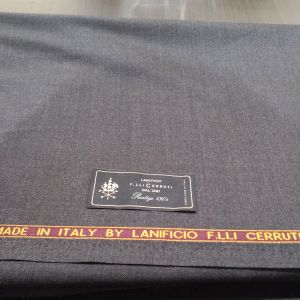 LANIFICIO
F.LLI CERRUTI
DAL 1881
Prestige 130's
MADE IN ITALY BY LANIFICIO F.LLI CERRUTI